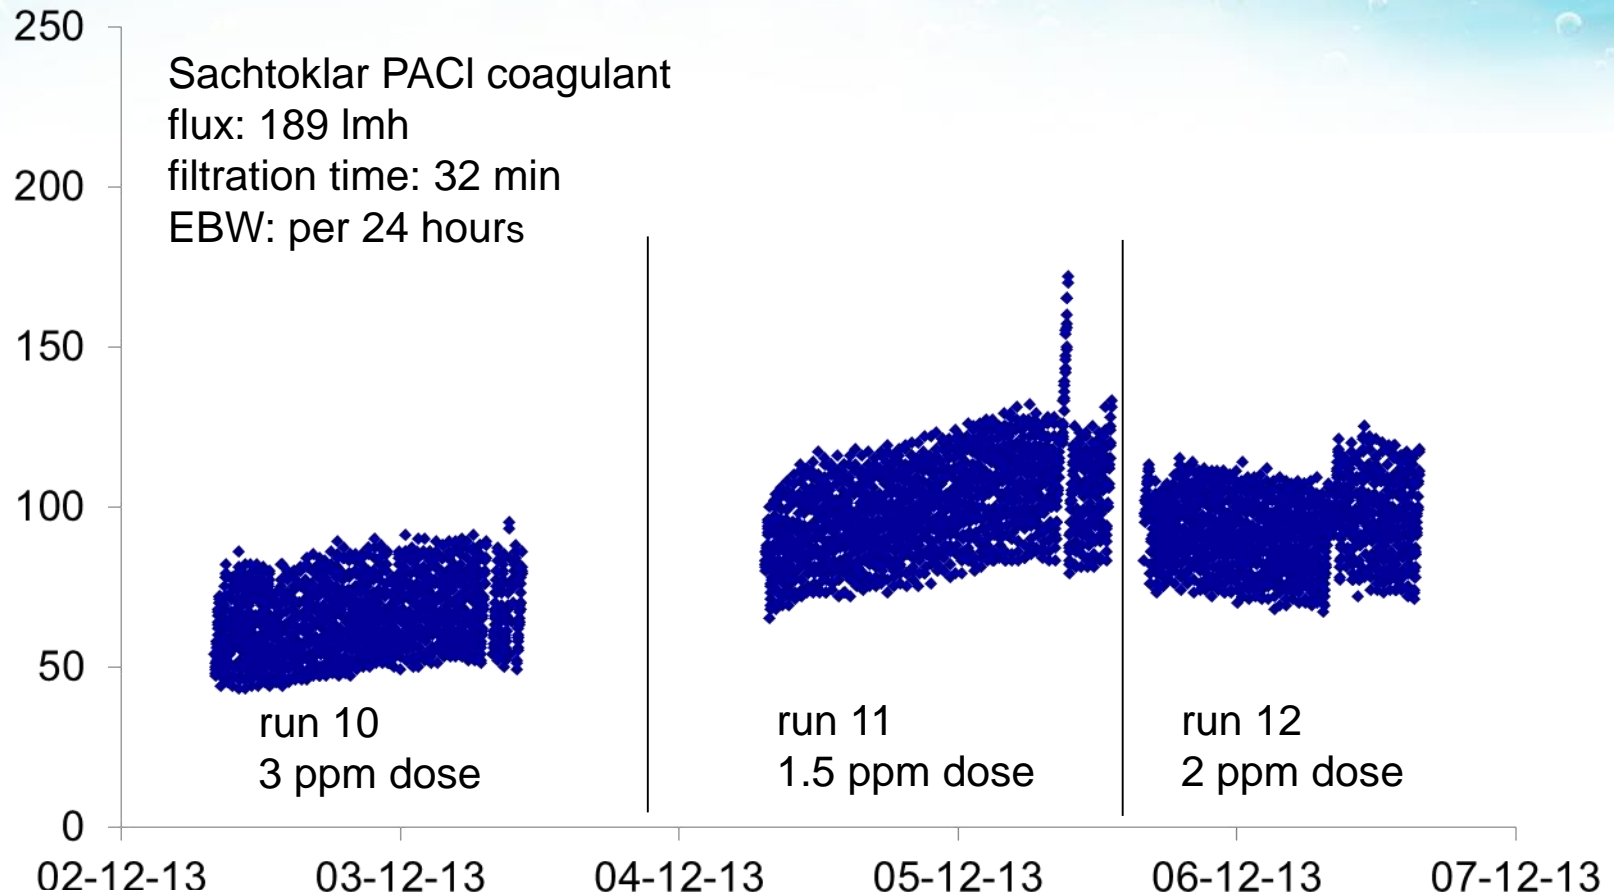 250
Sachtoklar PACl coagulant
flux: 189 lmh
filtration time: 32 min
EBW: per 24 hours
200
150
100
50
0
run 10
3 ppm dose
run 11
1.5 ppm dose
run 12
2 ppm dose
02-12-13 03-12-13 04-12-13 05-12-13 06-12-13 07-12-13